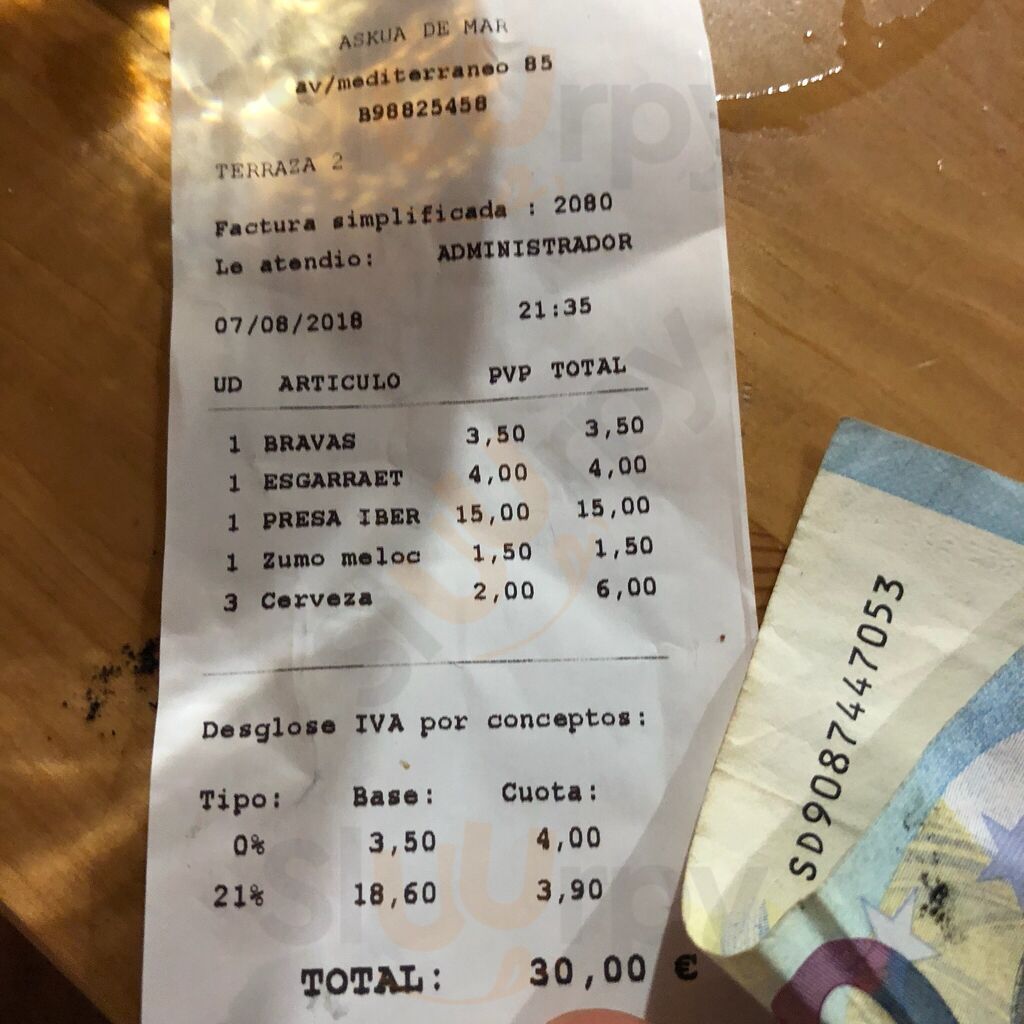 ASKUA DE MAR
av/mediterraneo 85
B98825458
TERRAZA 2
Factura simplificada : 2080
Le atendio: ADMINISTRADOR
07/08/2018 21:35
UD ARTICULO PVP TOTAL
1 BRAVAS 3,50 3,50
1 ESGARRAET 4,00 4,00
1 PRESA IBER 15,00 15,00
1 Zumo meloc 1,50 1,50
3 Cerveza 2,00 6,00
Desglose IVA por conceptos:
Tipo: Base: Cuota:
0% 3,50 4,00
21% 18,60 3,90
TOTAL: 30,00 €
SD9087447053
sluurpy
sluurpy
sluurpy